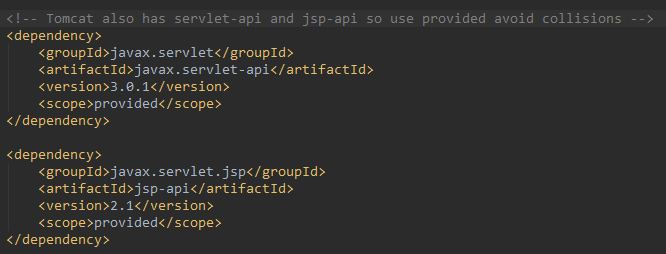 <!-- Tomcat also has servlet-api and jsp-api so use provided avoid collisions -->
<dependency>
    <groupId>javax.servlet</groupId>
    <artifactId>javax.servlet-api</artifactId>
    <version>3.0.1</version>
    <scope>provided</scope>
</dependency>

<dependency>
    <groupId>javax.servlet.jsp</groupId>
    <artifactId>jsp-api</artifactId>
    <version>2.1</version>
    <scope>provided</scope>
</dependency>